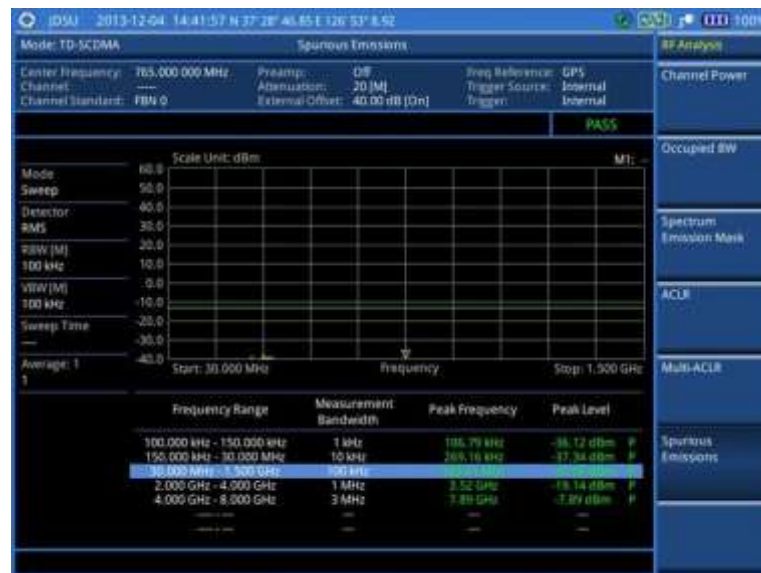 JDSU 2013-12-04 14:41:57 N 37° 28" 46.85 E 126° 53" 8.92 100%
Mode: TD-SCDMA Spurious Emissions RF Analysis
Center Frequency: 765.000 000 MHz Preamp: Off Freq Reference: GPS
Channel: ---- Attenuation: 20 [M] Trigger Source: Internal
Channel Standard: FBN 0 External Offset: 40.00 dB [On] Trigger: Internal
Channel Power
PASS
Occupied BW
Scale Unit: dBm M1: --
Mode
Sweep
Detector
RMS
RBW [M]
100 kHz
VBW [M]
100 kHz
Sweep Time
---
Average: 1
1
60.0
50.0
40.0
30.0
20.0
10.0
0.0
-10.0
-20.0
-30.0
-40.0
Start: 30.000 MHz Frequency Stop: 1.500 GHz
Spectrum
Emission Mask
ACLR
Multi-ACLR
Spurious
Emissions
Frequency Range Measurement Bandwidth Peak Frequency Peak Level
100.000 kHz - 150.000 kHz 1 kHz 106.79 kHz -36.12 dBm P
150.000 kHz - 30.000 MHz 10 kHz 269.16 kHz -37.34 dBm P
30.000 MHz - 1.500 GHz 100 kHz
2.000 GHz - 4.000 GHz 1 MHz 3.52 GHz -19.14 dBm P
4.000 GHz - 8.000 GHz 3 MHz 7.89 GHz -7.89 dBm P